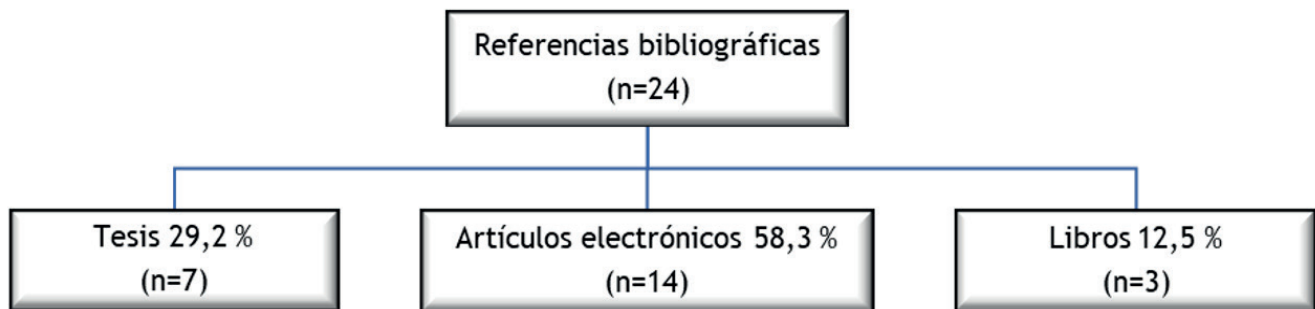 Referencias bibliográficas
(n=24)
Tesis 29,2 %
(n=7)
Artículos electrónicos 58,3 %
(n=14)
Libros 12,5 %
(n=3)